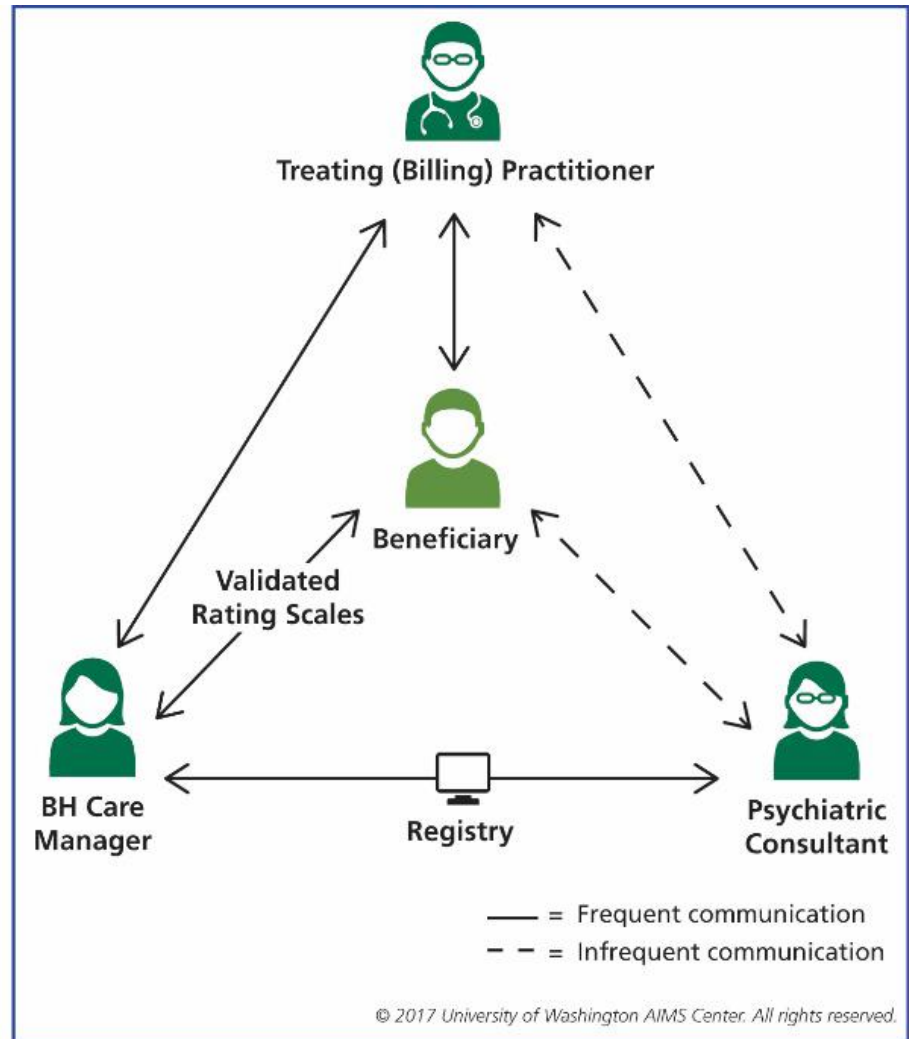 Treating (Billing) Practitioner
Beneficiary
Validated
Rating Scales
BH Care
Manager
Registry
Psychiatric
Consultant
= Frequent communication
= Infrequent communication
© 2017 University of Washington AIMS Center. All rights reserved.